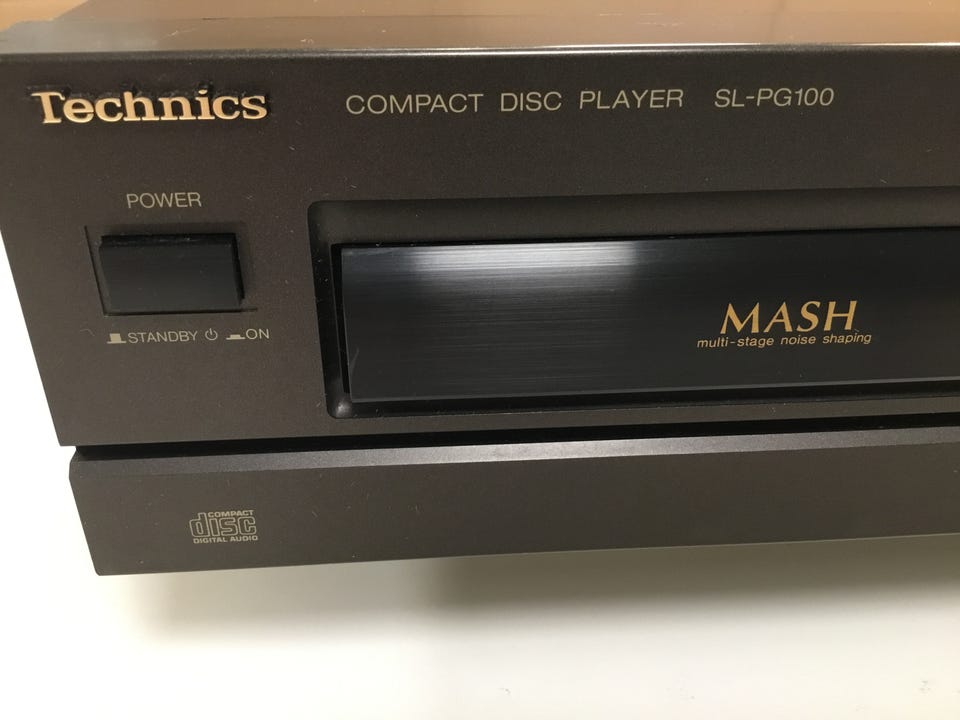 Technics
COMPACT DISC PLAYER SL-PG100
POWER
STANDBY ⏻ ON
MASH
multi-stage noise shaping
COMPACT
disc
DIGITAL AUDIO